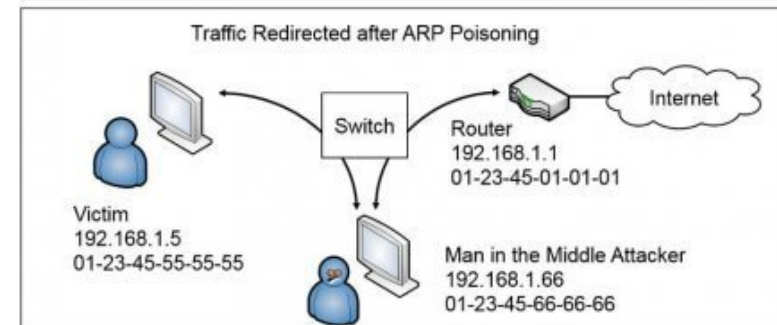 Traffic Redirected after ARP Poisoning
Switch
Internet
Router
192.168.1.1
01-23-45-01-01-01
Victim
192.168.1.5
01-23-45-55-55-55
Man in the Middle Attacker
192.168.1.66
01-23-45-66-66-66